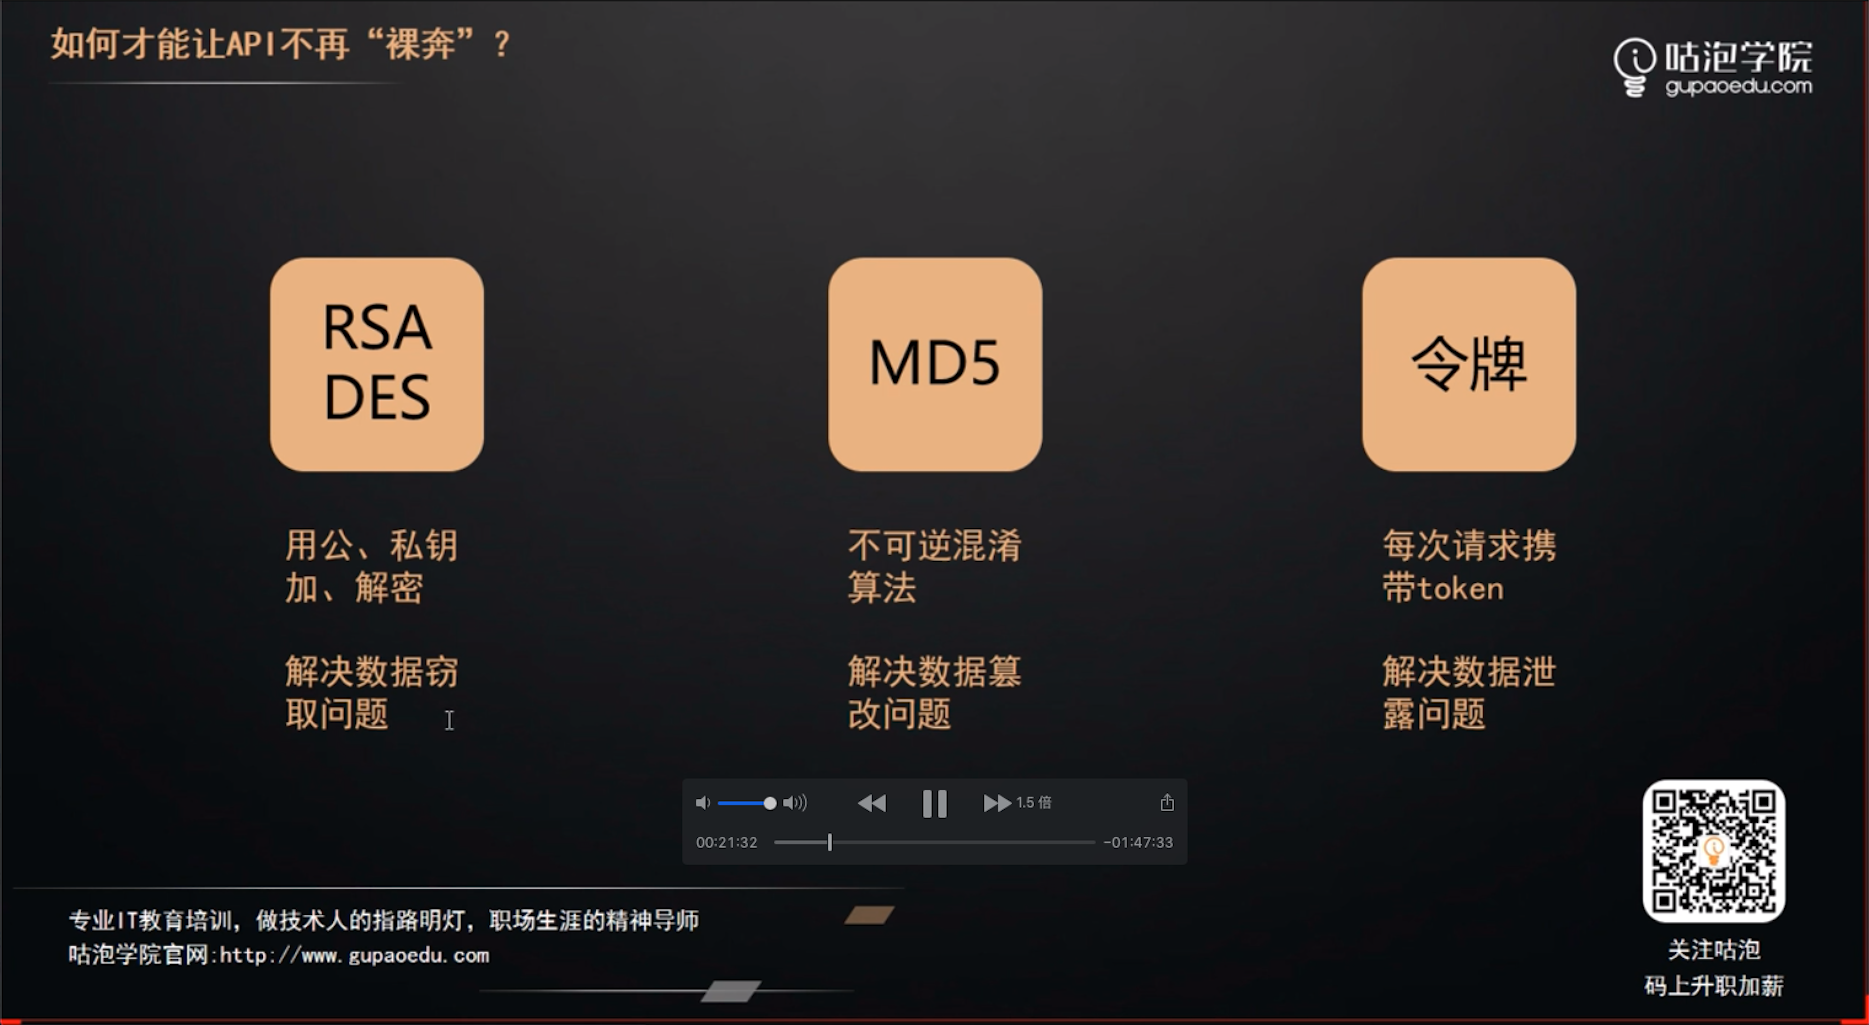 如何才能让API不再“裸奔”？
咕泡学院
gupaoedu.com
RSA
DES
MD5
令牌
用公、私钥
加、解密
不可逆混淆
算法
每次请求携
带token
解决数据窃
取问题
解决数据篡
改问题
解决数据泄
露问题
1.5 倍
00:21:32
-01:47:33
专业IT教育培训，做技术人的指路明灯，职场生涯的精神导师
咕泡学院官网:http://www.gupaoedu.com
关注咕泡
码上升职加薪